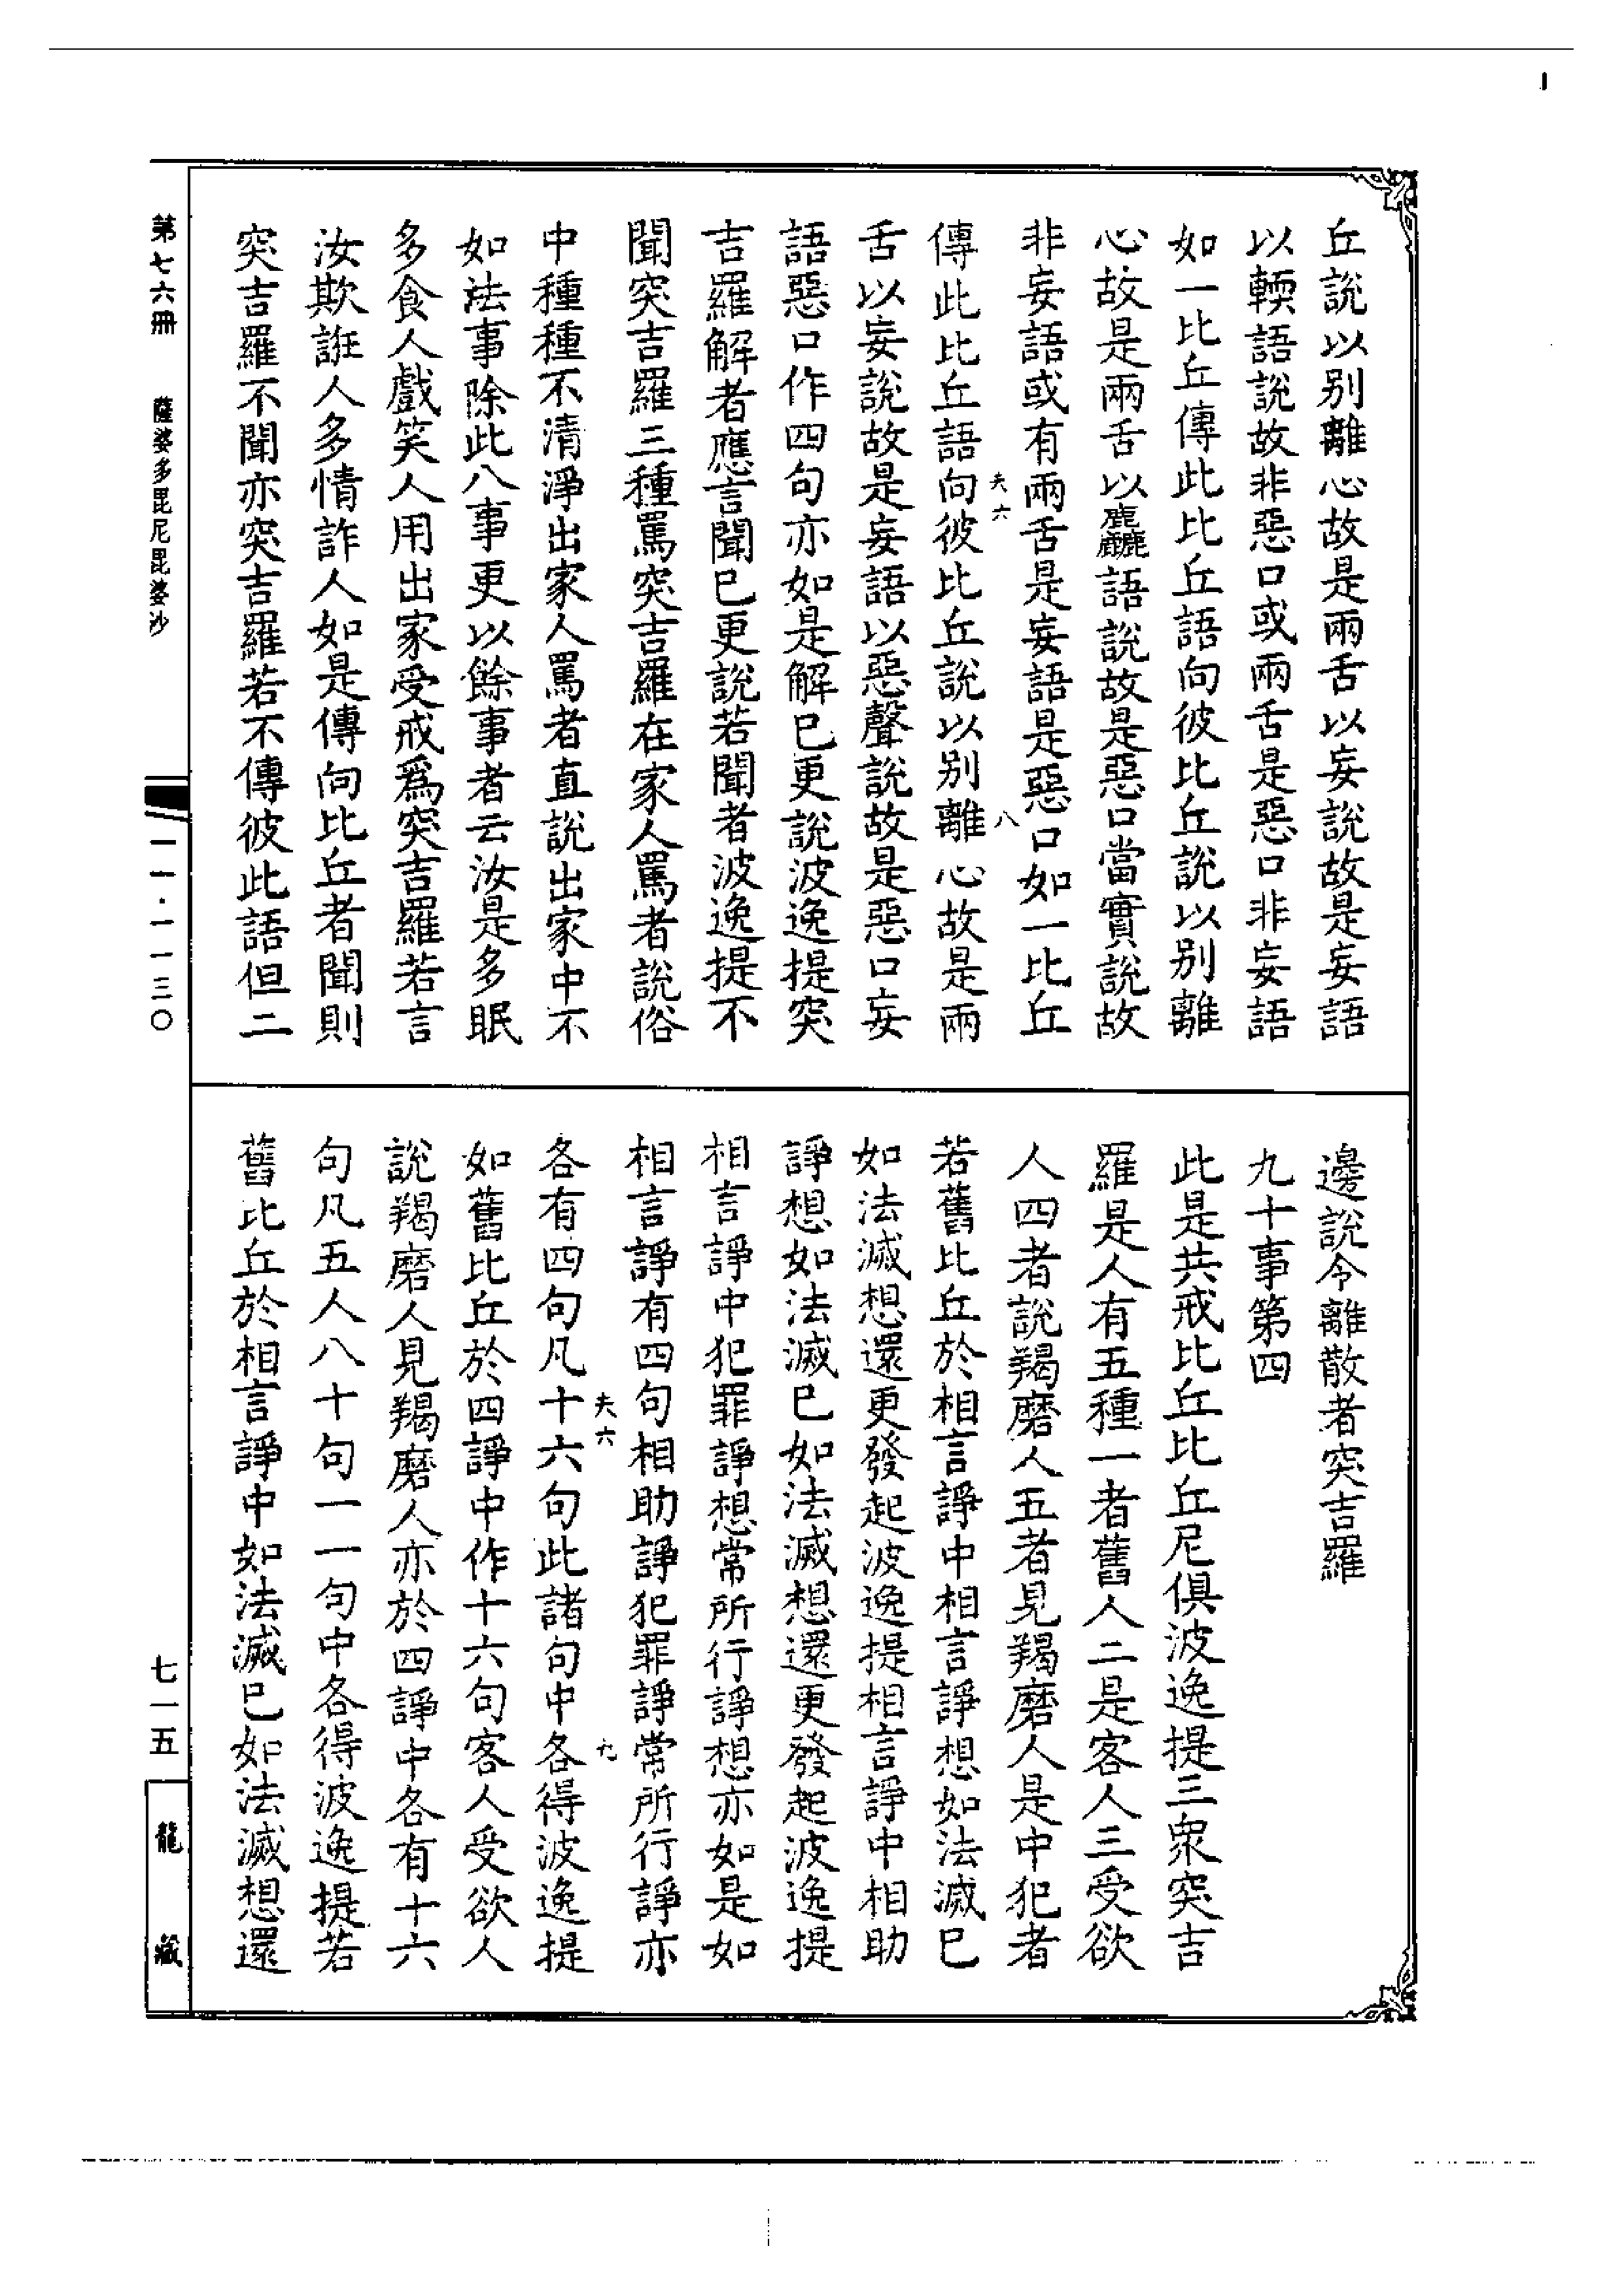 丘說以別離心故是兩舌以妄說故是妄語
以輭語說故非惡口或兩舌是惡口非妄語
如一比丘傳此比丘語向彼比丘說以別離
心故是兩舌以麤語說故是惡口當實說故
非妄語或有兩舌是妄語是惡口如一比丘
傳此比丘語向彼比丘說以別離心故是兩
舌以妄說故是妄語以惡聲說故是惡口妄
語惡口作四句亦如是解已更說波逸提突
吉羅解者應言聞已更說若聞者波逸提不
聞突吉羅三種罵突吉羅在家人罵者說俗
中種種不清淨出家人罵者直說出家中不
如法事除此八事更以餘事者云汝是多眠
多食人戲笑人用出家受戒爲突吉羅若言
汝欺誑人多情詐人如是傳向比丘者聞則
突吉羅不聞亦突吉羅若不傳彼此語但二
邊說令離散者突吉羅
九十事第四
此是共戒比丘比丘尼俱波逸提三眾突吉
羅是人有五種一者舊人二是客人三受欲
人四者說羯磨人五者見羯磨人是中犯者
若舊比丘於相言諍中相言諍想如法滅已
如法滅想還更發起波逸提相言諍中相助
諍想如法滅已如法滅想還更發起波逸提
相言諍中犯罪諍想常所行諍想亦如是如
相言諍有四句相助諍犯罪諍常所行諍亦
各有四句凡十六句此諸句中各得波逸提
如舊比丘於四諍中作十六句客人受欲人
說羯磨人見羯磨人亦於四諍中各有十六
句凡五人八十句一一句中各得波逸提若
舊比丘於相言諍中如法滅已如法滅想還
夫六
八
夫六
九
第七六冊
薩婆多毘尼毘婆沙
一一·一一三〇
七一五
龍藏